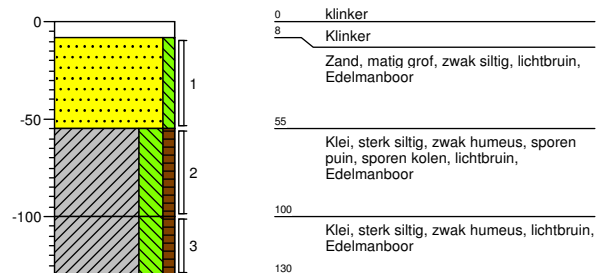 0
-50
-100
1
2
3
0 klinker
8 Klinker
Zand, matig grof, zwak siltig, lichtbruin,
Edelmanboor
55
Klei, sterk siltig, zwak humeus, sporen
puin, sporen kolen, lichtbruin,
Edelmanboor
100
Klei, sterk siltig, zwak humeus, lichtbruin,
Edelmanboor
130